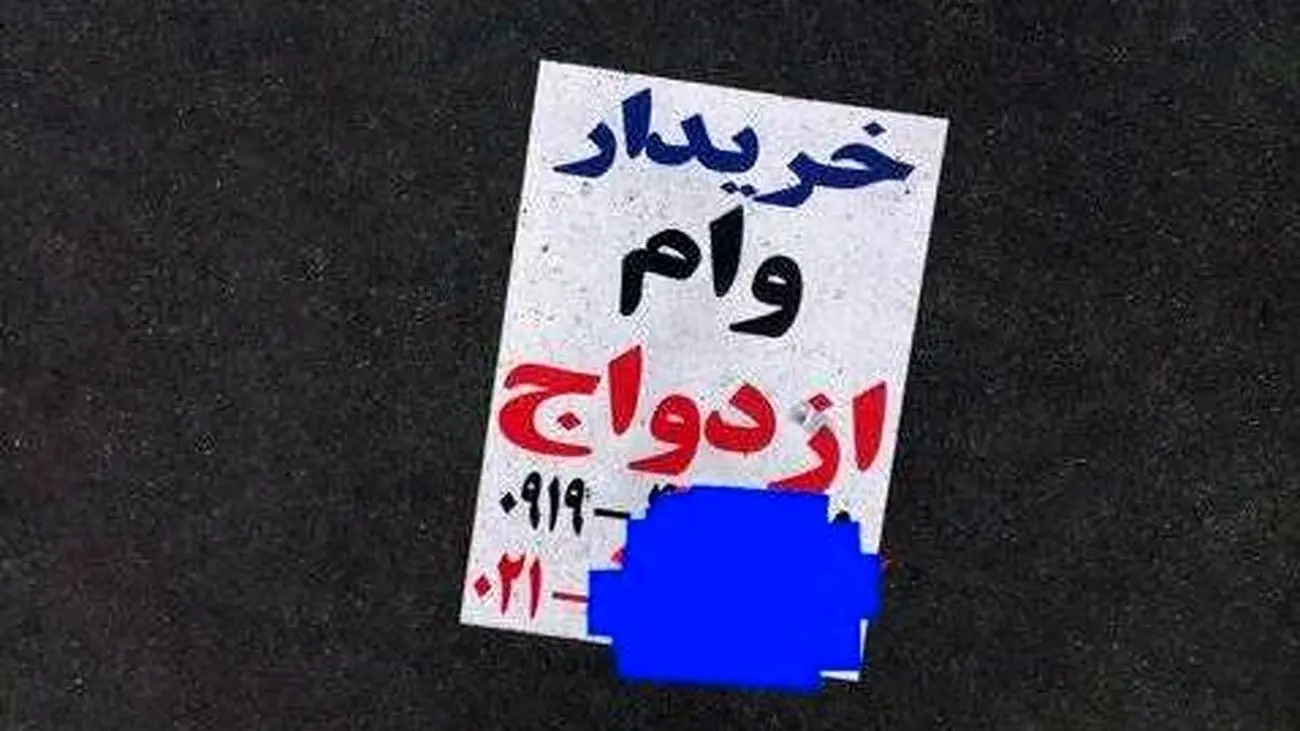 خریدار
وام
ازدواج
۰۹۱۹-
۰۲۱-